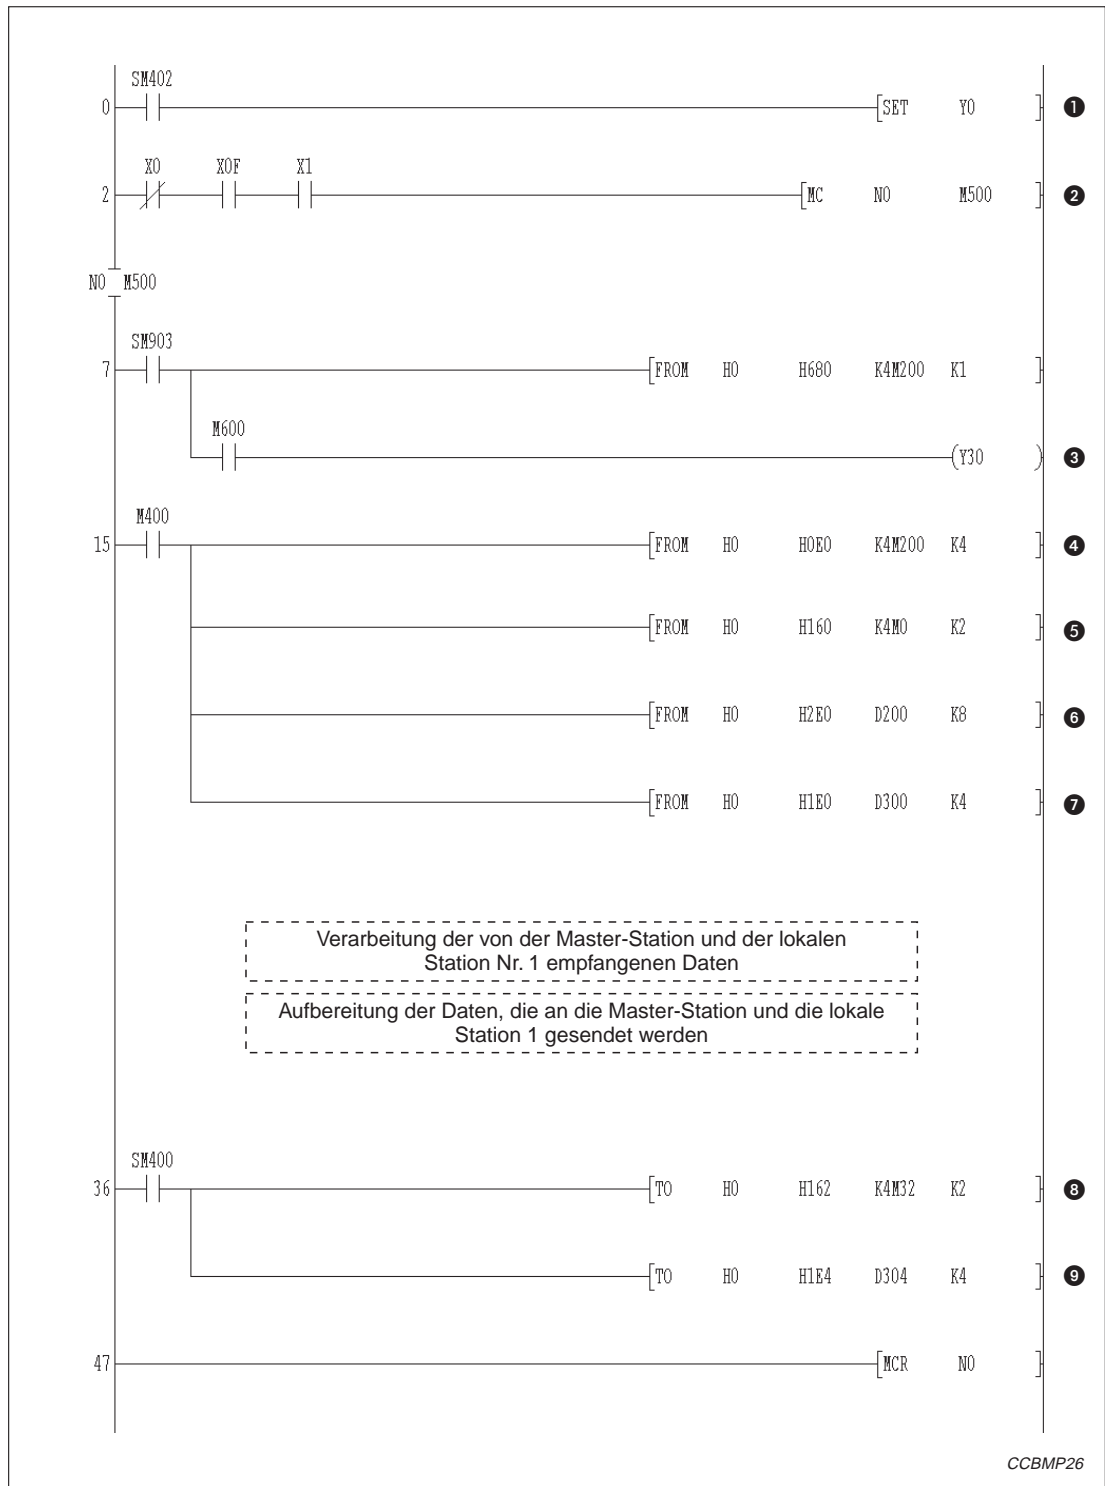 SM402
0 [SET Y0 ] ❶
X0 X0F X1
2 [MC N0 M500 ] ❷
N0 M500
SM903
7 [FROM H0 H680 K4M200 K1 ]
M600
(Y30 ) ❸
M400
15 [FROM H0 H0E0 K4M200 K4 ] ❹
[FROM H0 H160 K4M0 K2 ] ❺
[FROM H0 H2E0 D200 K8 ] ❻
[FROM H0 H1E0 D300 K4 ] ❼
Verarbeitung der von der Master-Station und der lokalen
Station Nr. 1 empfangenen Daten
Aufbereitung der Daten, die an die Master-Station und die lokale
Station 1 gesendet werden
SM400
36 [TO H0 H162 K4M32 K2 ] ❽
[TO H0 H1E4 D304 K4 ] ❾
47 [MCR N0 ]
CCBMP26